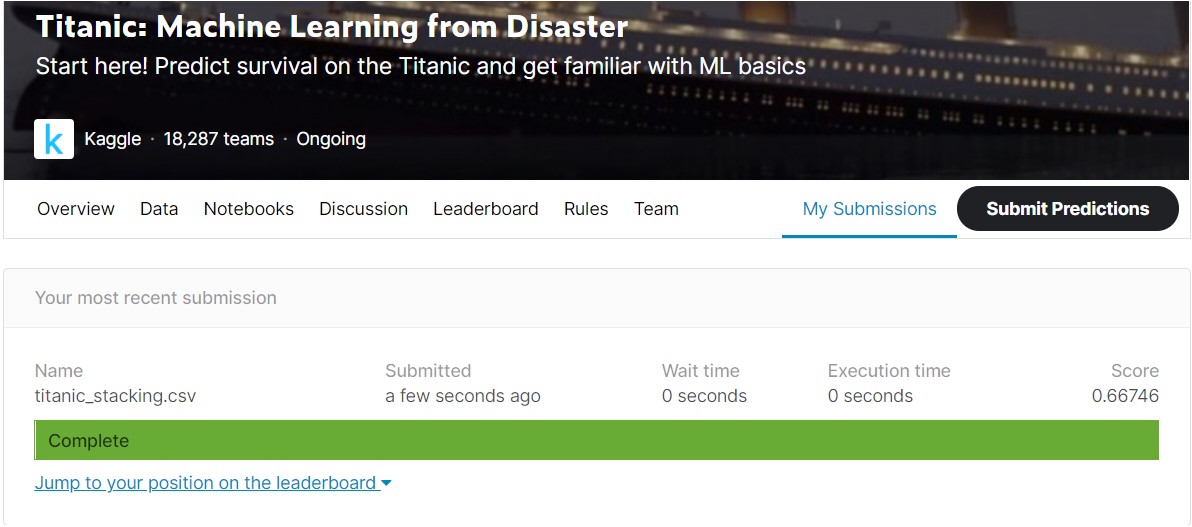 Titanic: Machine Learning from Disaster
Start here! Predict survival on the Titanic and get familiar with ML basics
k Kaggle · 18,287 teams · Ongoing
Overview Data Notebooks Discussion Leaderboard Rules Team My Submissions Submit Predictions
Your most recent submission
Name Submitted Wait time Execution time Score
titanic_stacking.csv a few seconds ago 0 seconds 0 seconds 0.66746
Complete
Jump to your position on the leaderboard